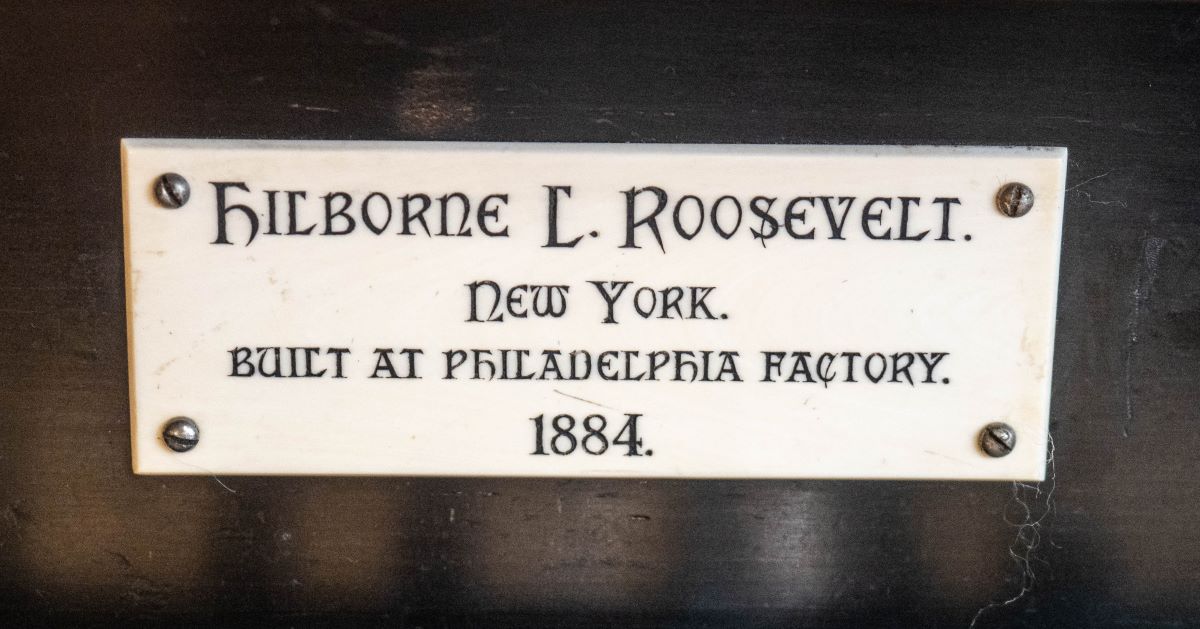 Hilborne L. Roosevelt.
New York.
Built at Philadelphia Factory.
1884.